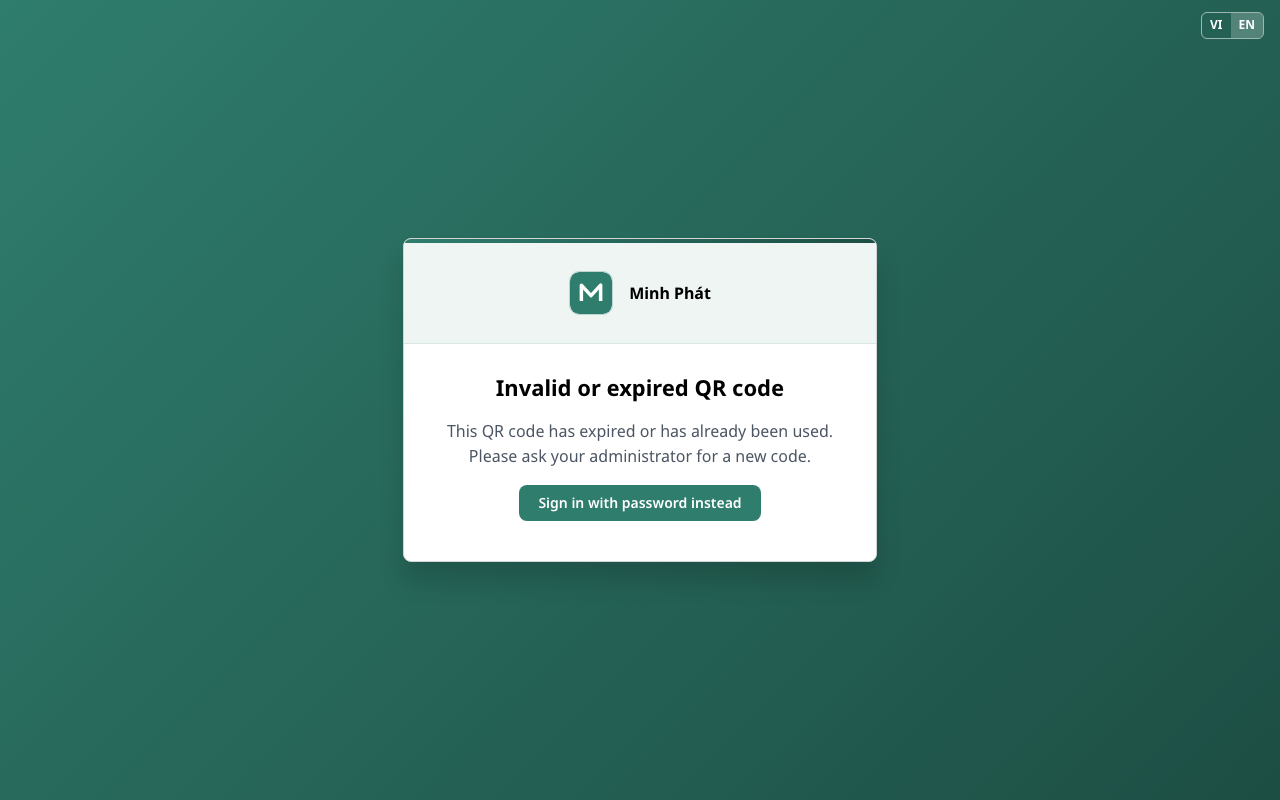 VI EN
Minh Phát
Invalid or expired QR code
This QR code has expired or has already been used.
Please ask your administrator for a new code.
Sign in with password instead